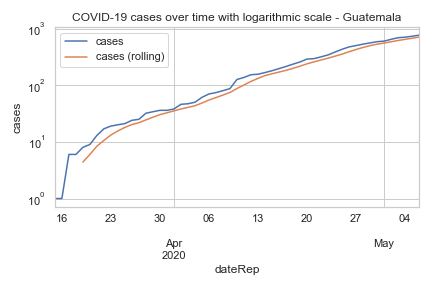 COVID-19 cases over time with logarithmic scale - Guatemala
cases
cases (rolling)
cases
10³
10²
10¹
10⁰
16 23 30 06 13 20 27 04
Apr May
2020
dateRep